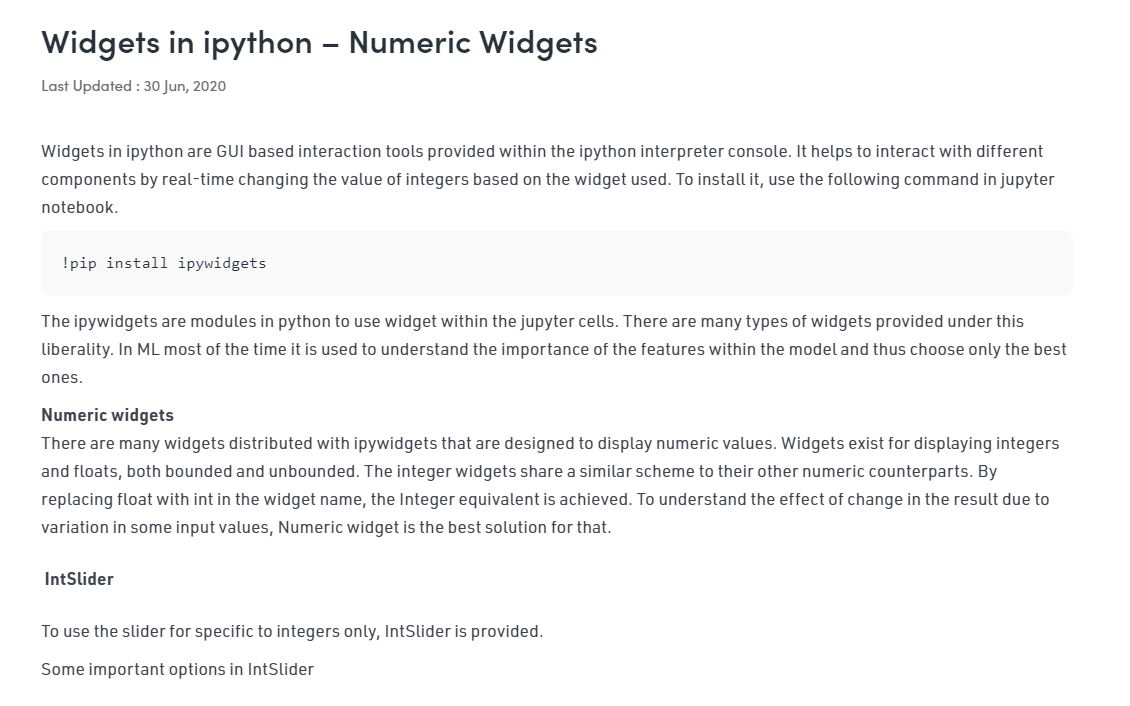 Widgets in ipython – Numeric Widgets
Last Updated : 30 Jun, 2020
Widgets in ipython are GUI based interaction tools provided within the ipython interpreter console. It helps to interact with different
components by real-time changing the value of integers based on the widget used. To install it, use the following command in jupyter
notebook.
!pip install ipywidgets
The ipywidgets are modules in python to use widget within the jupyter cells. There are many types of widgets provided under this
liberality. In ML most of the time it is used to understand the importance of the features within the model and thus choose only the best
ones.
Numeric widgets
There are many widgets distributed with ipywidgets that are designed to display numeric values. Widgets exist for displaying integers
and floats, both bounded and unbounded. The integer widgets share a similar scheme to their other numeric counterparts. By
replacing float with int in the widget name, the Integer equivalent is achieved. To understand the effect of change in the result due to
variation in some input values, Numeric widget is the best solution for that.
IntSlider
To use the slider for specific to integers only, IntSlider is provided.
Some important options in IntSlider